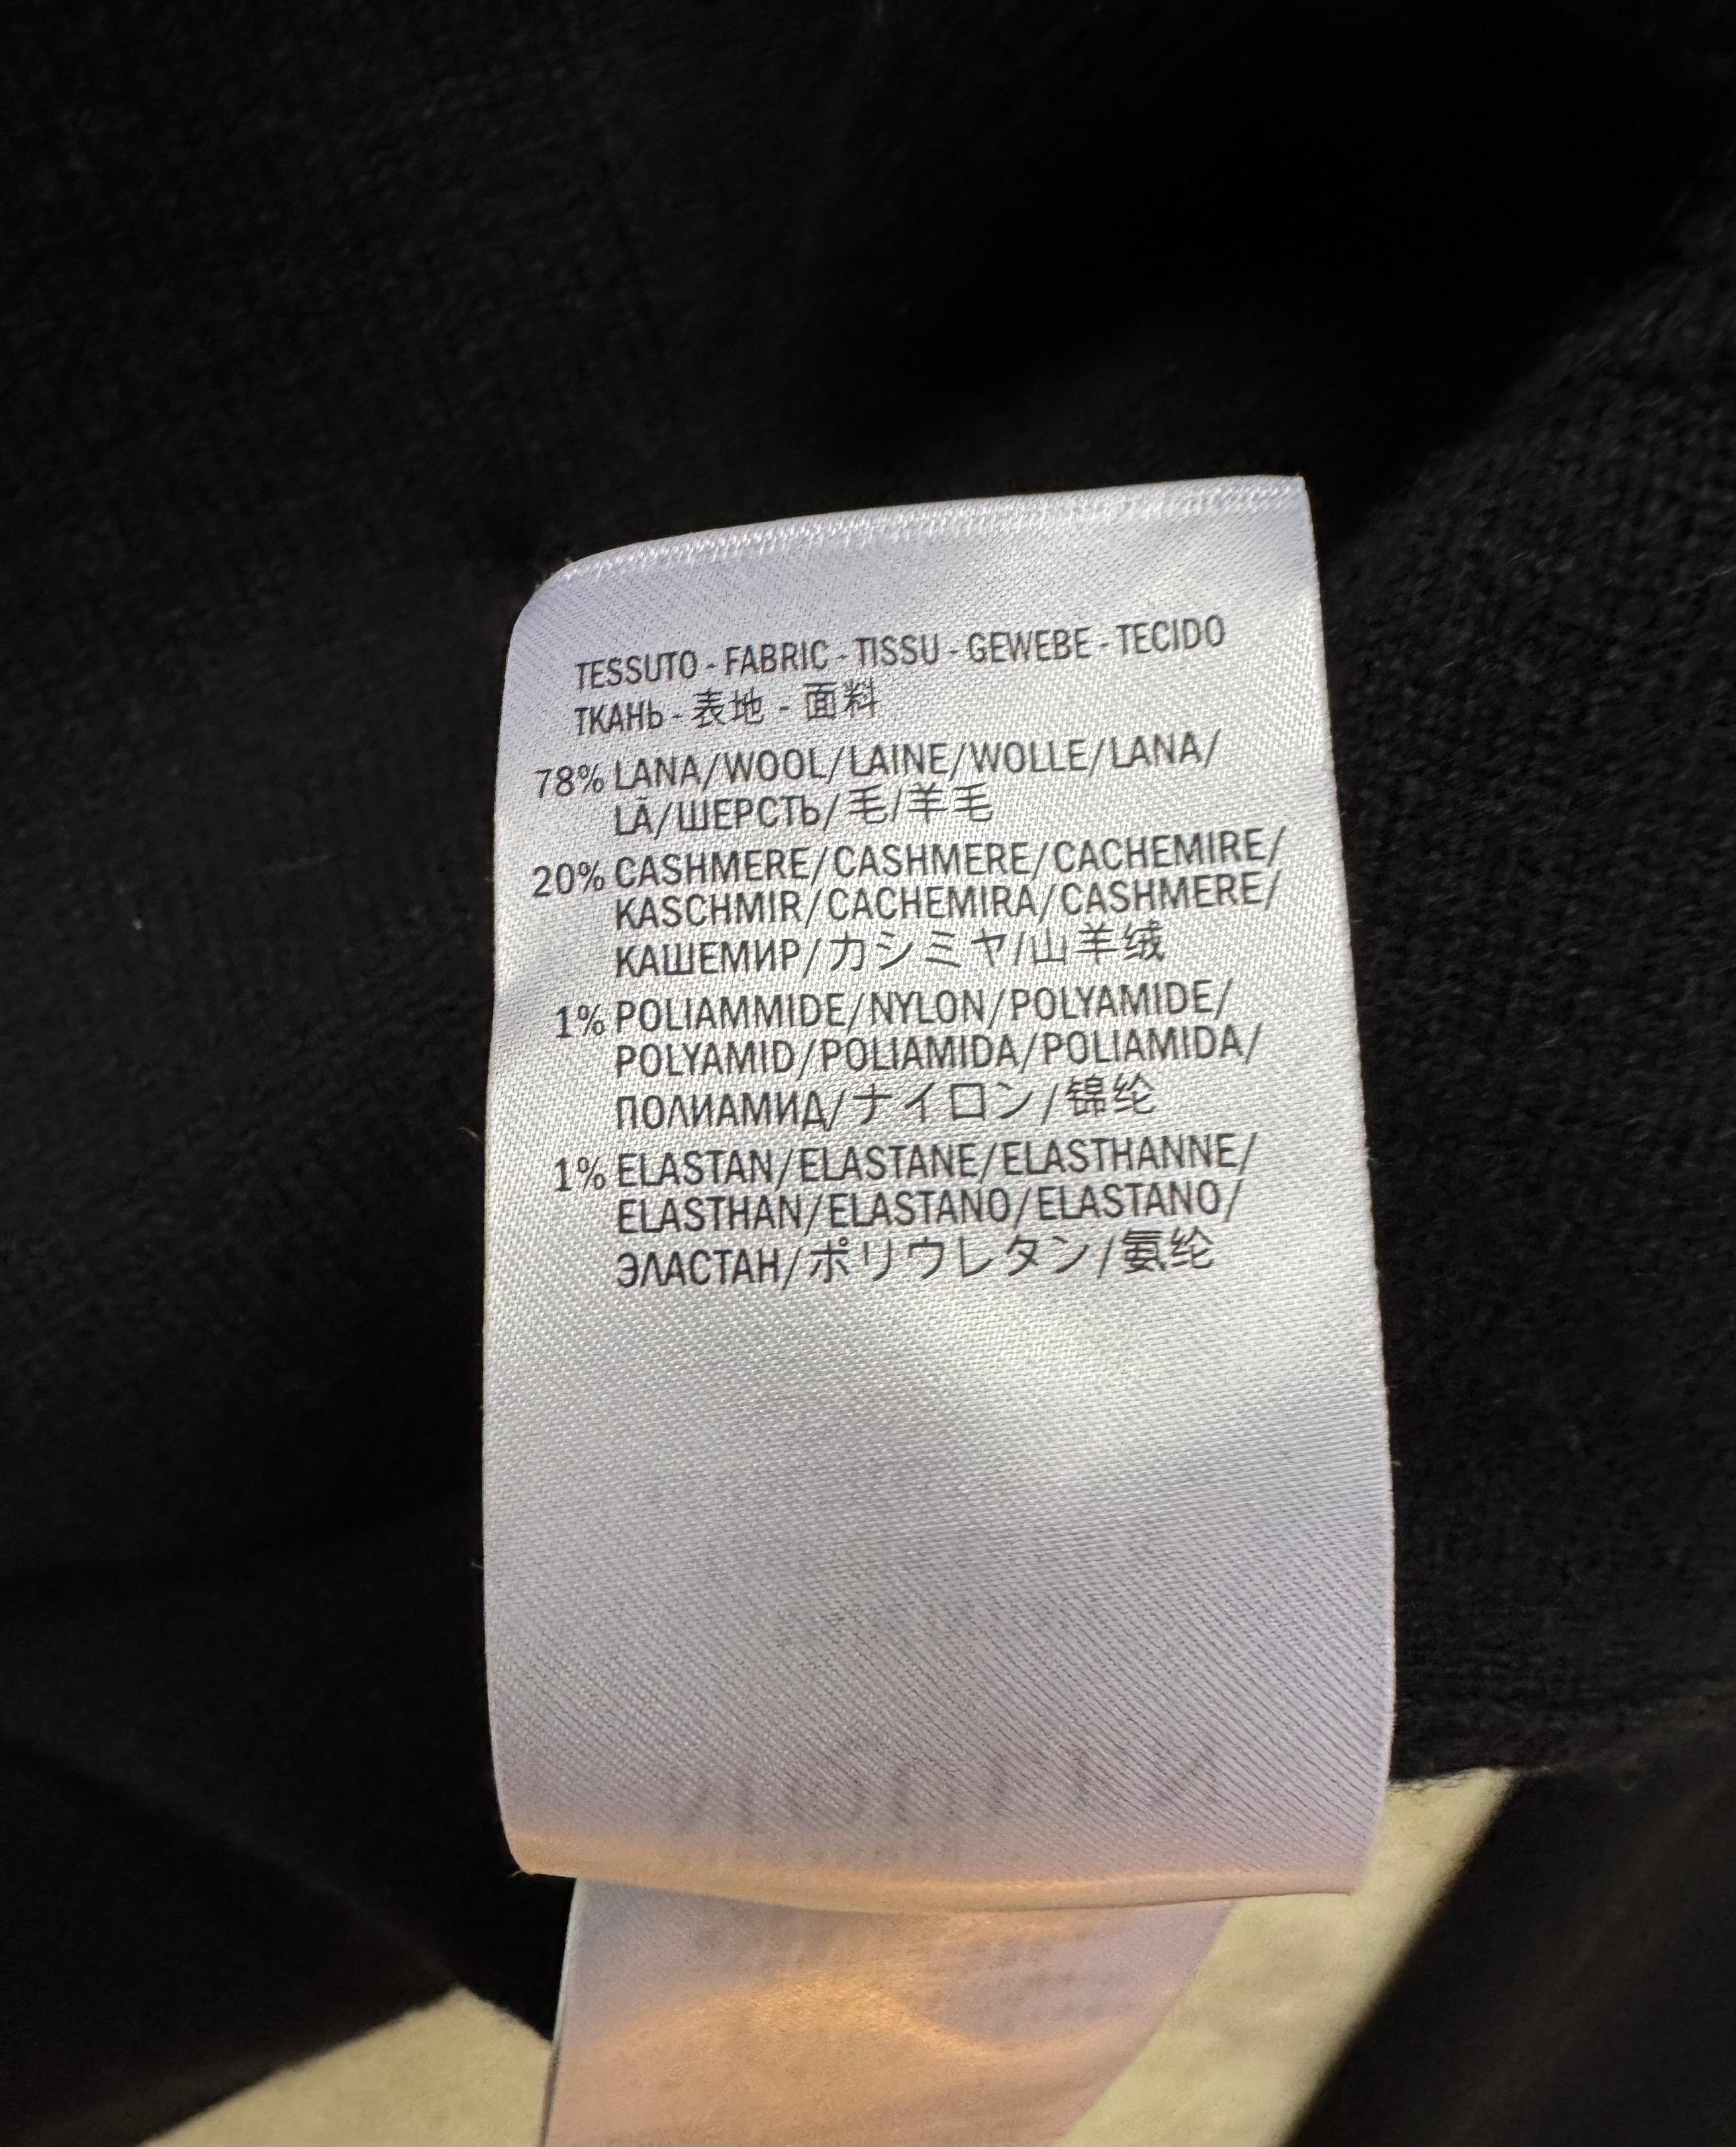 TESSUTO - FABRIC - TISSU - GEWEBE - TECIDO
ТКАНЬ - 表地 - 面料
78% LANA/WOOL/LAINE/WOLLE/LANA/
LÃ/ШЕРСТЬ/毛/羊毛
20% CASHMERE/CASHMERE/CACHEMIRE/
KASCHMIR/CACHEMIRA/CASHMERE/
КАШЕМИР/カシミヤ/山羊绒
1% POLIAMMIDE/NYLON/POLYAMIDE/
POLYAMID/POLIAMIDA/POLIAMIDA/
ПОЛИАМИД/ナイロン/锦纶
1% ELASTAN/ELASTANE/ELASTHANNE/
ELASTHAN/ELASTANO/ELASTANO/
ЭЛАСТАН/ポリウレタン/氨纶